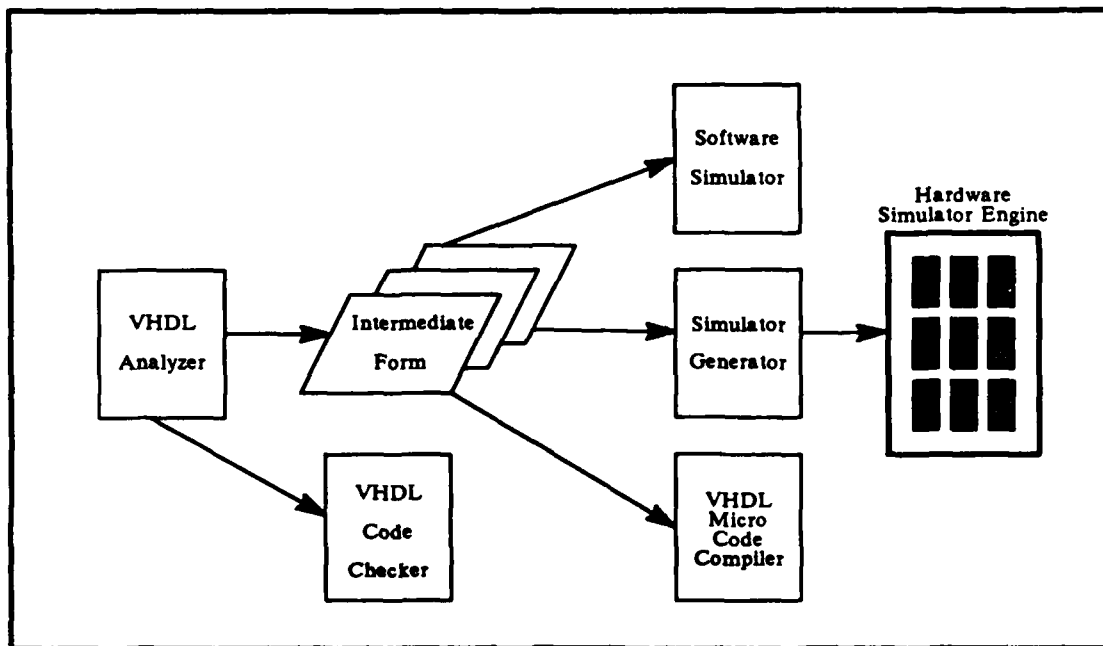 Software
Simulator
Hardware
Simulator Engine
VHDL
Analyzer
Intermediate
Form
Simulator
Generator
VHDL
Code
Checker
VHDL
Micro
Code
Compiler